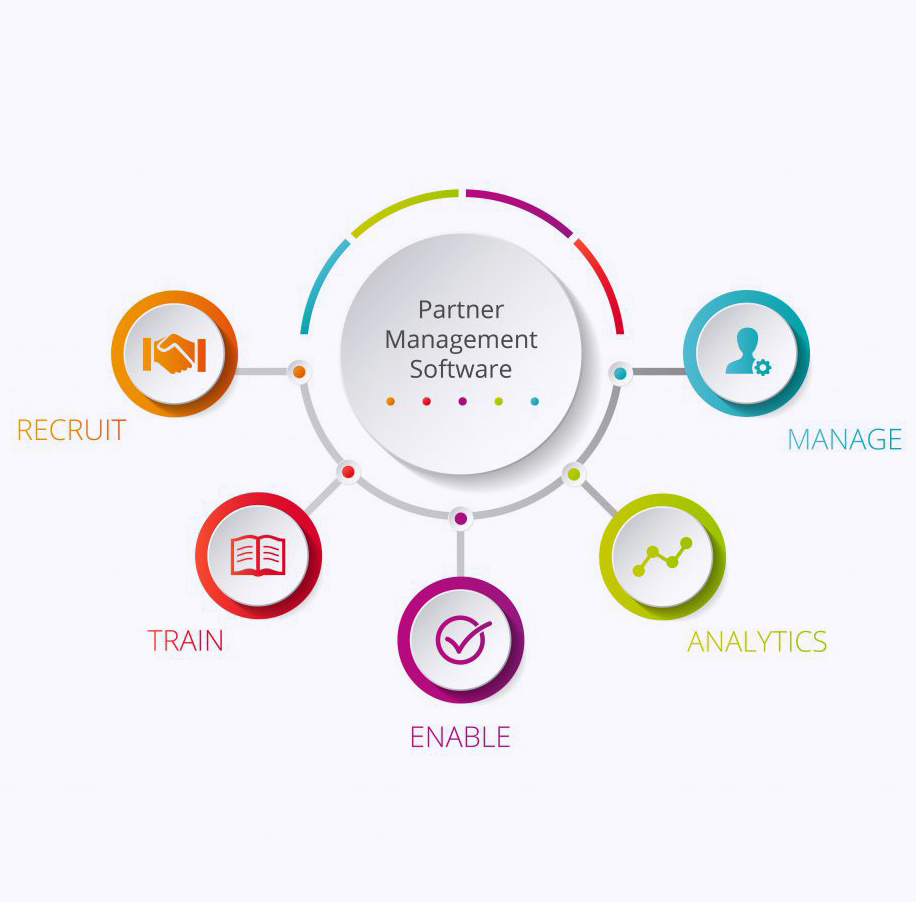 Partner
Management
Software
RECRUIT
MANAGE
TRAIN
ANALYTICS
ENABLE